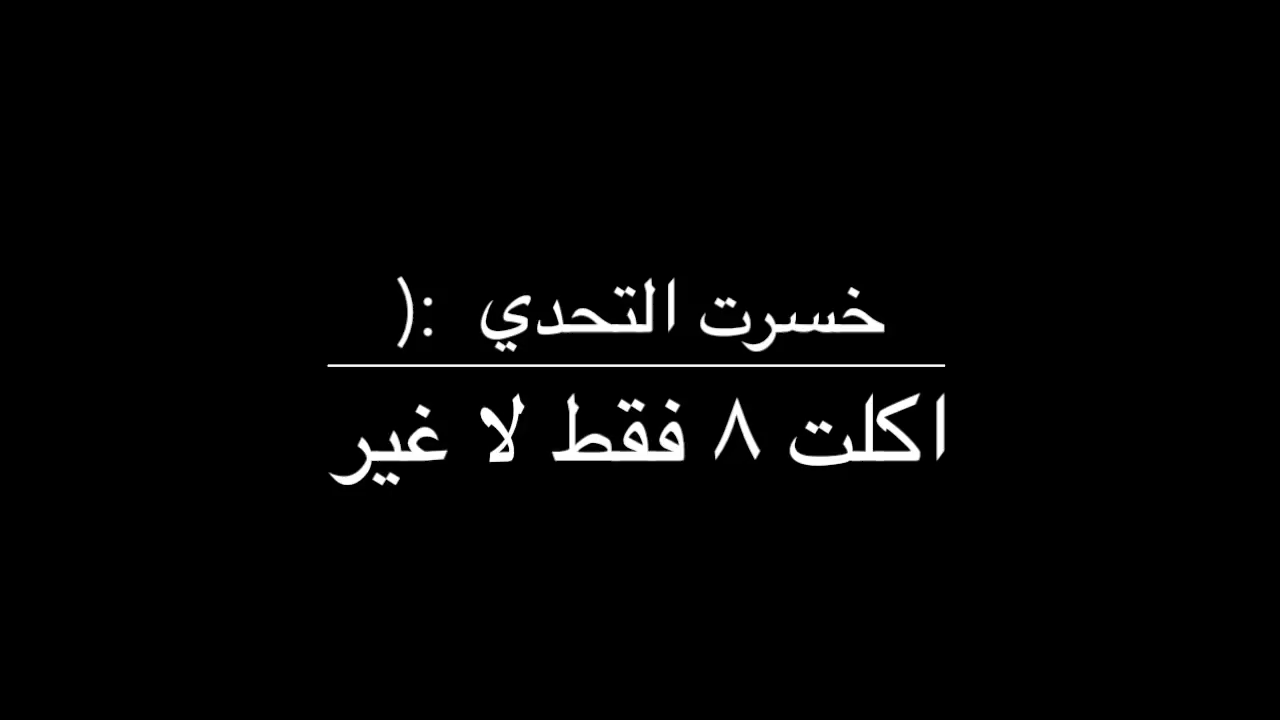 خسرت التحدي :(
اكلت ٨ فقط لا غير